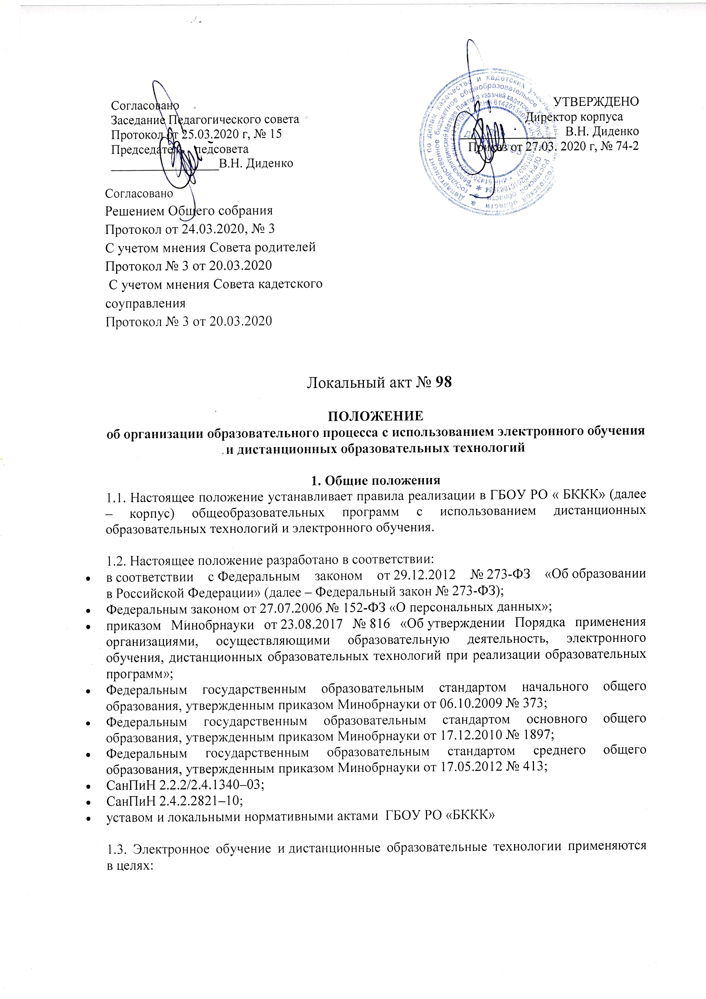 Согласовано
Заседание Педагогического совета
Протокол от 25.03.2020 г, № 15
Председатель педсовета
__________________В.Н. Диденко
УТВЕРЖДЕНО
Директор корпуса
________________ В.Н. Диденко
Приказ от 27.03. 2020 г, № 74-2
Департамент по делам казачества и кадетских учебных Ростовской области
государственное бюджетное общеобразовательное учреждение Ростовской области
"Белокалитвинский Матвея Платова казачий кадетский корпус"
ИНН 6142015807
Согласовано
Решением Общего собрания
Протокол от 24.03.2020, № 3
С учетом мнения Совета родителей
Протокол № 3 от 20.03.2020
С учетом мнения Совета кадетского
соуправления
Протокол № 3 от 20.03.2020
Локальный акт № 98
ПОЛОЖЕНИЕ
об организации образовательного процесса с использованием электронного обучения
и дистанционных образовательных технологий
1. Общие положения
1.1. Настоящее положение устанавливает правила реализации в ГБОУ РО « БККК» (далее
– корпус) общеобразовательных программ с использованием дистанционных
образовательных технологий и электронного обучения.
1.2. Настоящее положение разработано в соответствии:
• в соответствии с Федеральным законом от 29.12.2012 № 273-ФЗ «Об образовании
в Российской Федерации» (далее – Федеральный закон № 273-ФЗ);
• Федеральным законом от 27.07.2006 № 152-ФЗ «О персональных данных»;
• приказом Минобрнауки от 23.08.2017 № 816 «Об утверждении Порядка применения
организациями, осуществляющими образовательную деятельность, электронного
обучения, дистанционных образовательных технологий при реализации образовательных
программ»;
• Федеральным государственным образовательным стандартом начального общего
образования, утвержденным приказом Минобрнауки от 06.10.2009 № 373;
• Федеральным государственным образовательным стандартом основного общего
образования, утвержденным приказом Минобрнауки от 17.12.2010 № 1897;
• Федеральным государственным образовательным стандартом среднего общего
образования, утвержденным приказом Минобрнауки от 17.05.2012 № 413;
• СанПиН 2.2.2/2.4.1340–03;
• СанПиН 2.4.2.2821–10;
• уставом и локальными нормативными актами ГБОУ РО «БККК»
1.3. Электронное обучение и дистанционные образовательные технологии применяются
в целях: